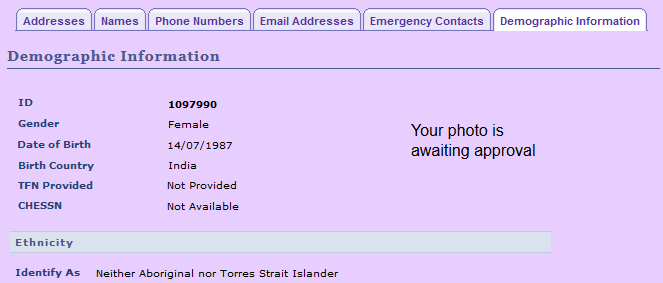 Addresses Names Phone Numbers Email Addresses Emergency Contacts Demographic Information
Demographic Information
ID 1097990
Gender Female
Date of Birth 14/07/1987
Birth Country India
TFN Provided Not Provided
CHESSN Not Available
Your photo is
awaiting approval
Ethnicity
Identify As Neither Aboriginal nor Torres Strait Islander